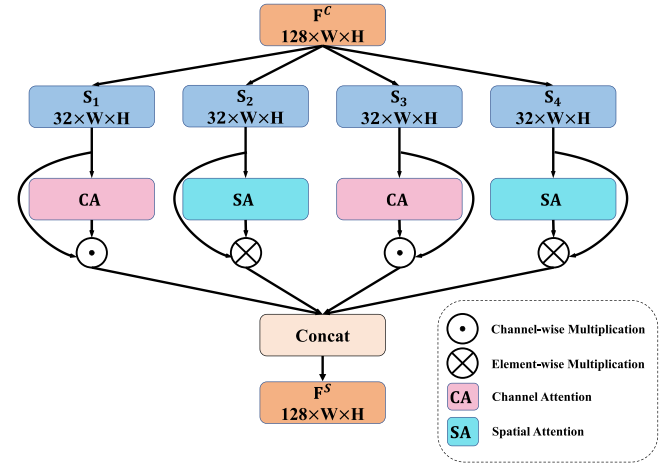 F^C
128×W×H
S₁
32×W×H
S₂
32×W×H
S₃
32×W×H
S₄
32×W×H
CA
SA
CA
SA
Concat
F^S
128×W×H
Channel-wise Multiplication
Element-wise Multiplication
CA Channel Attention
SA Spatial Attention